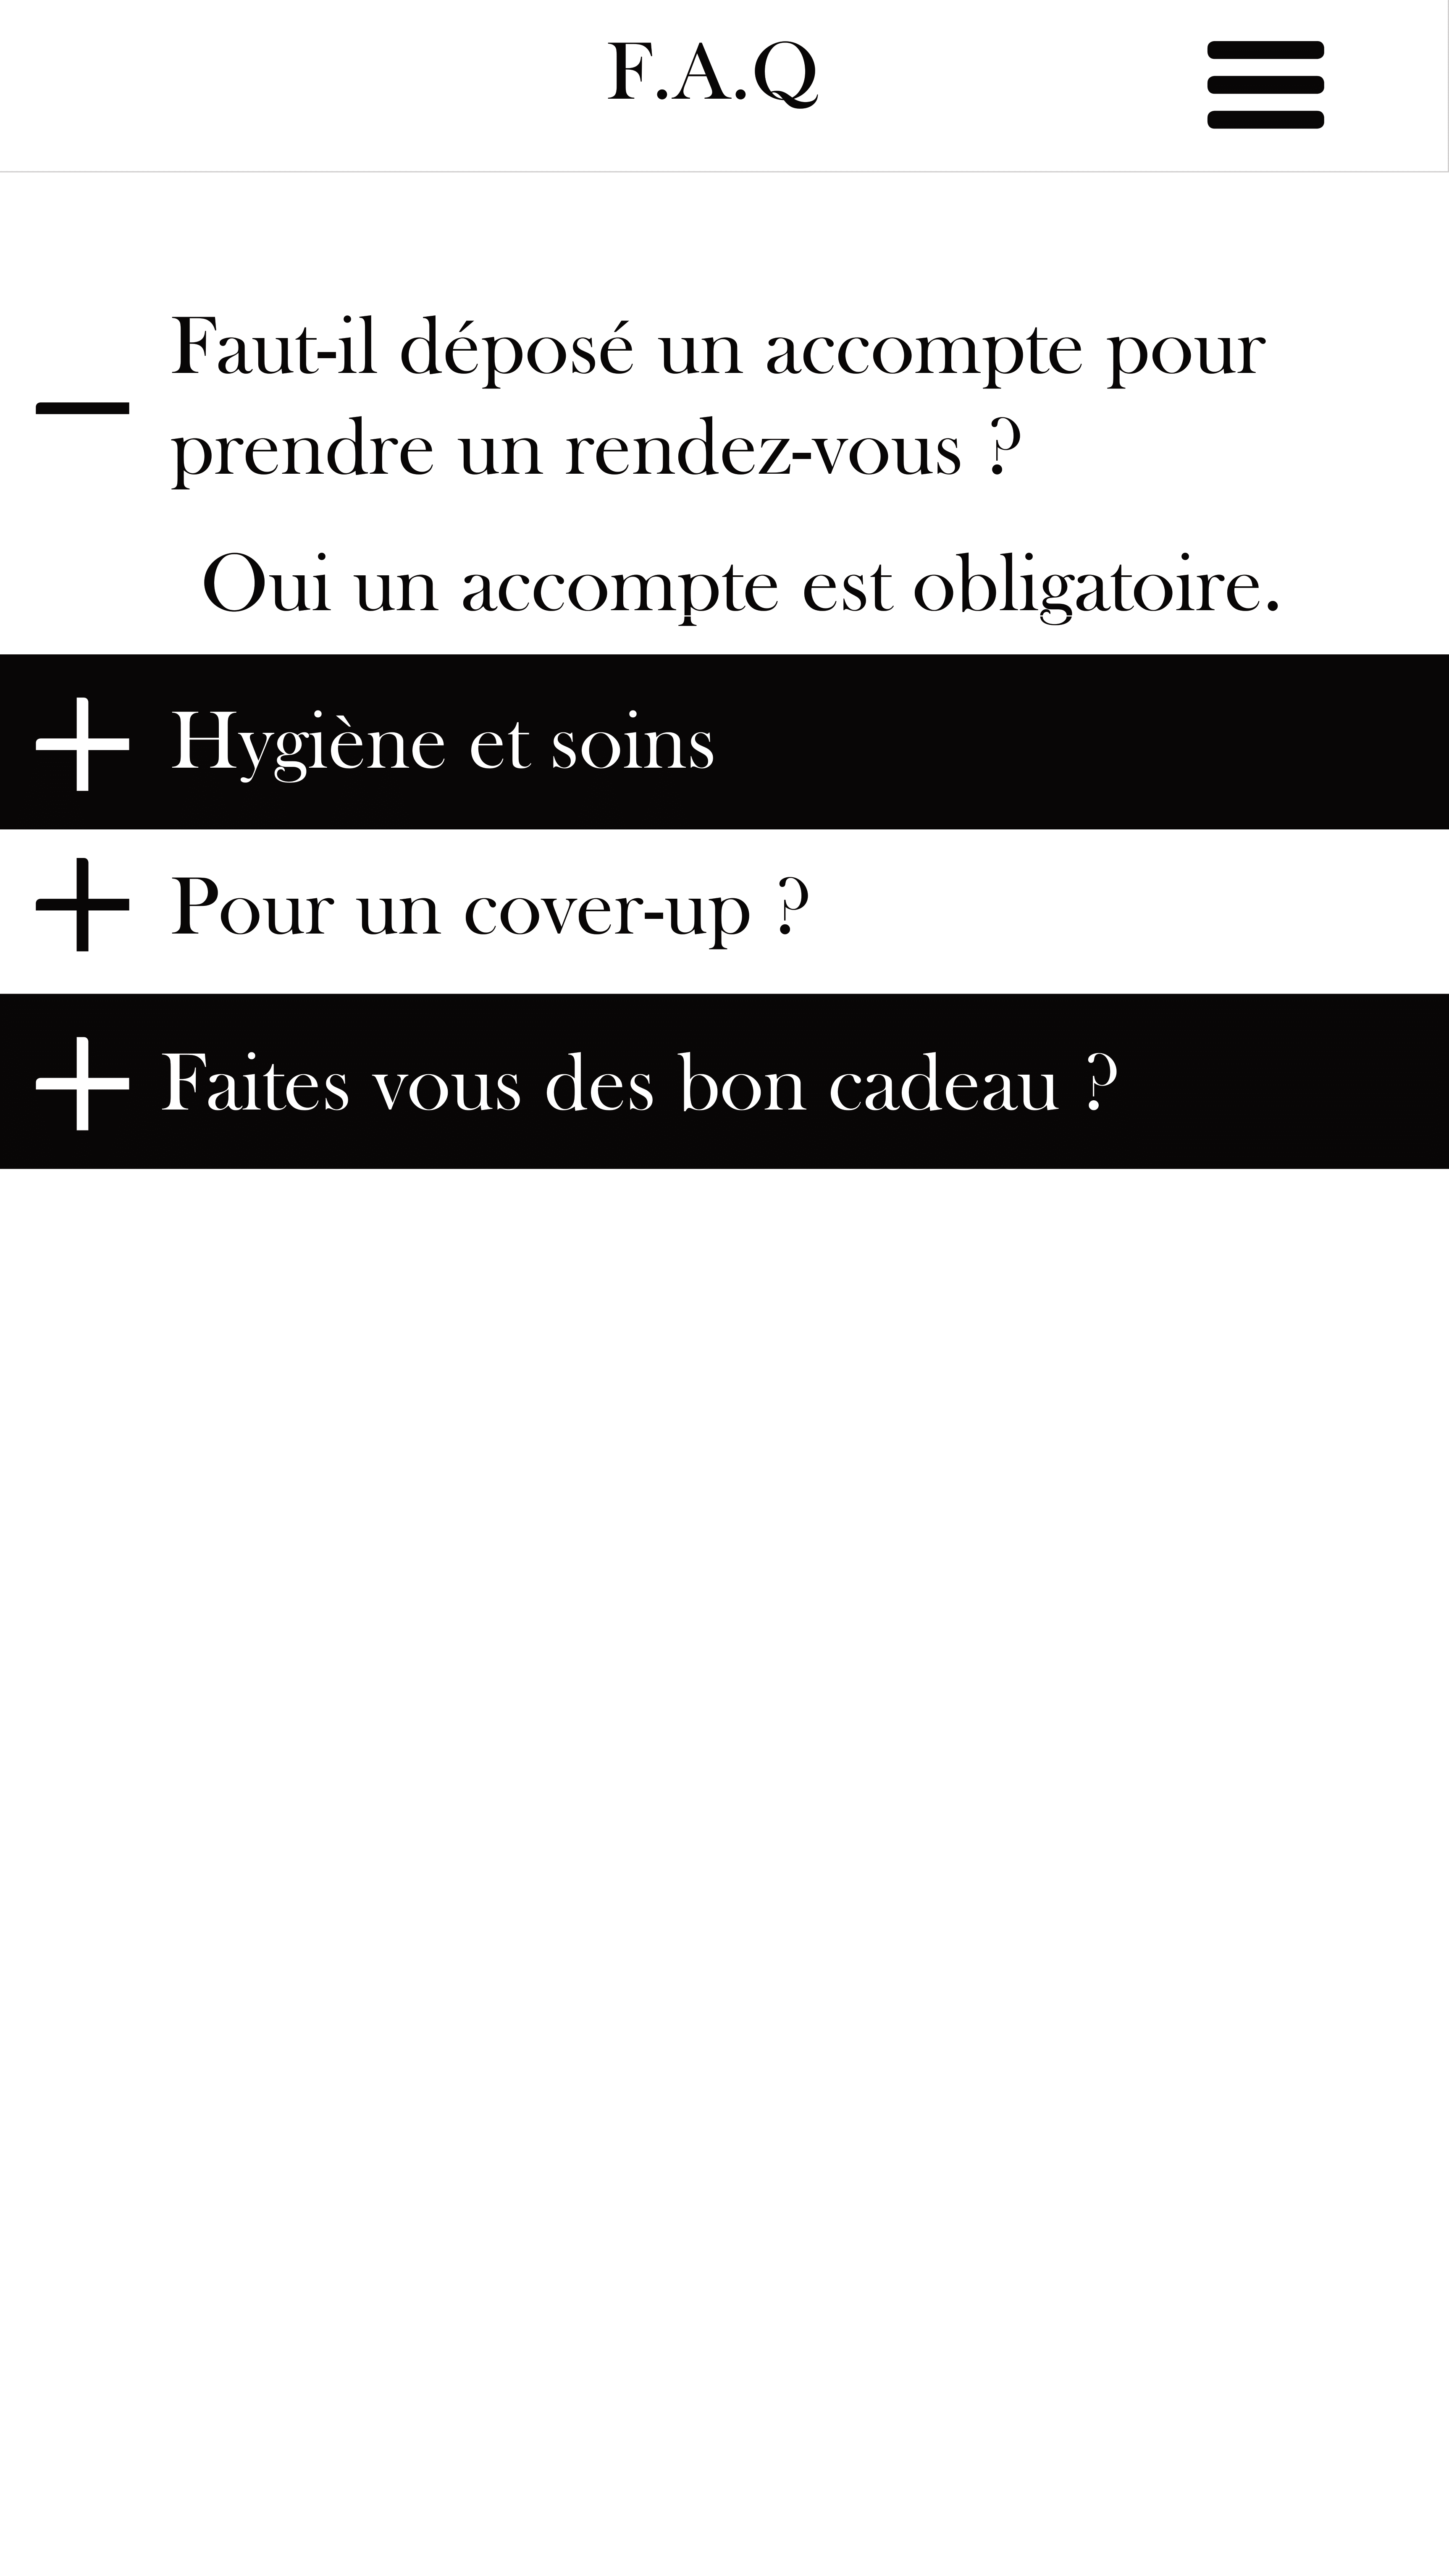 F.A.Q
Faut-il déposé un accompte pour
prendre un rendez-vous ?
Oui un accompte est obligatoire.
Hygiène et soins
Pour un cover-up ?
Faites vous des bon cadeau ?